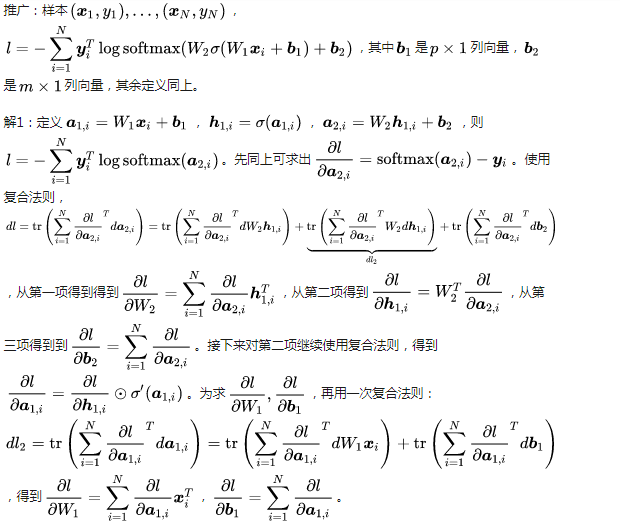 推广：样本$(\boldsymbol{x}_1, y_1), \ldots, (\boldsymbol{x}_N, y_N)$，
$l = -\sum_{i=1}^{N} \boldsymbol{y}_i^T \log \text{softmax}(W_2\sigma(W_1\boldsymbol{x}_i + \boldsymbol{b}_1) + \boldsymbol{b}_2)$，其中$\boldsymbol{b}_1$是$p \times 1$列向量，$\boldsymbol{b}_2$
是$m \times 1$列向量，其余定义同上。
解1：定义$\boldsymbol{a}_{1,i} = W_1\boldsymbol{x}_i + \boldsymbol{b}_1$，$\boldsymbol{h}_{1,i} = \sigma(\boldsymbol{a}_{1,i})$，$\boldsymbol{a}_{2,i} = W_2\boldsymbol{h}_{1,i} + \boldsymbol{b}_2$，则
$l = -\sum_{i=1}^{N} \boldsymbol{y}_i^T \log \text{softmax}(\boldsymbol{a}_{2,i})$。先同上可求出$\frac{\partial l}{\partial \boldsymbol{a}_{2,i}} = \text{softmax}(\boldsymbol{a}_{2,i}) - \boldsymbol{y}_i$。使用
复合法则，
$dl = \text{tr}\left(\sum_{i=1}^{N} \frac{\partial l}{\partial \boldsymbol{a}_{2,i}}^T d\boldsymbol{a}_{2,i}\right) = \text{tr}\left(\sum_{i=1}^{N} \frac{\partial l}{\partial \boldsymbol{a}_{2,i}}^T dW_2\boldsymbol{h}_{1,i}\right) + \underbrace{\text{tr}\left(\sum_{i=1}^{N} \frac{\partial l}{\partial \boldsymbol{a}_{2,i}}^T W_2 d\boldsymbol{h}_{1,i}\right)}_{dl_2} + \text{tr}\left(\sum_{i=1}^{N} \frac{\partial l}{\partial \boldsymbol{a}_{2,i}}^T d\boldsymbol{b}_2\right)$
，从第一项得到得到$\frac{\partial l}{\partial W_2} = \sum_{i=1}^{N} \frac{\partial l}{\partial \boldsymbol{a}_{2,i}} \boldsymbol{h}_{1,i}^T$，从第二项得到$\frac{\partial l}{\partial \boldsymbol{h}_{1,i}} = W_2^T \frac{\partial l}{\partial \boldsymbol{a}_{2,i}}$，从第
三项得到到$\frac{\partial l}{\partial \boldsymbol{b}_2} = \sum_{i=1}^{N} \frac{\partial l}{\partial \boldsymbol{a}_{2,i}}$。接下来对第二项继续使用复合法则，得到
$\frac{\partial l}{\partial \boldsymbol{a}_{1,i}} = \frac{\partial l}{\partial \boldsymbol{h}_{1,i}} \odot \sigma'(\boldsymbol{a}_{1,i})$。为求$\frac{\partial l}{\partial W_1}, \frac{\partial l}{\partial \boldsymbol{b}_1}$，再用一次复合法则：
$dl_2 = \text{tr}\left(\sum_{i=1}^{N} \frac{\partial l}{\partial \boldsymbol{a}_{1,i}}^T d\boldsymbol{a}_{1,i}\right) = \text{tr}\left(\sum_{i=1}^{N} \frac{\partial l}{\partial \boldsymbol{a}_{1,i}}^T dW_1\boldsymbol{x}_i\right) + \text{tr}\left(\sum_{i=1}^{N} \frac{\partial l}{\partial \boldsymbol{a}_{1,i}}^T d\boldsymbol{b}_1\right)$
，得到$\frac{\partial l}{\partial W_1} = \sum_{i=1}^{N} \frac{\partial l}{\partial \boldsymbol{a}_{1,i}} \boldsymbol{x}_i^T$，$\frac{\partial l}{\partial \boldsymbol{b}_1} = \sum_{i=1}^{N} \frac{\partial l}{\partial \boldsymbol{a}_{1,i}}$。